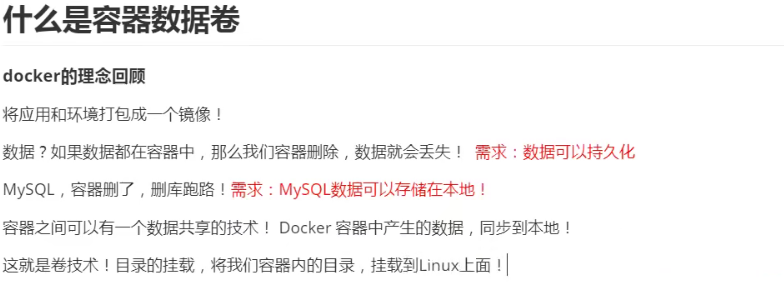 什么是容器数据卷
docker的理念回顾
将应用和环境打包成一个镜像！
数据？如果数据都在容器中，那么我们容器删除，数据就会丢失！ 需求：数据可以持久化
MySQL，容器删了，删库跑路！需求：MySQL数据可以存储在本地！
容器之间可以有一个数据共享的技术！ Docker 容器中产生的数据，同步到本地！
这就是卷技术！目录的挂载，将我们容器内的目录，挂载到Linux上面！